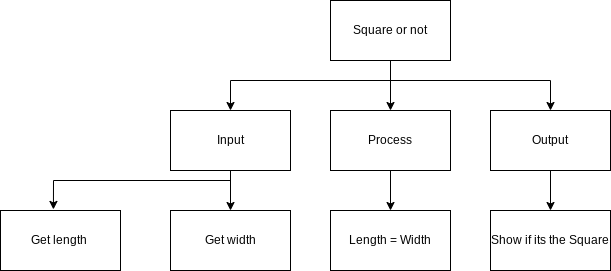 Square or not
Input
Process
Output
Get length
Get width
Length = Width
Show if its the Square